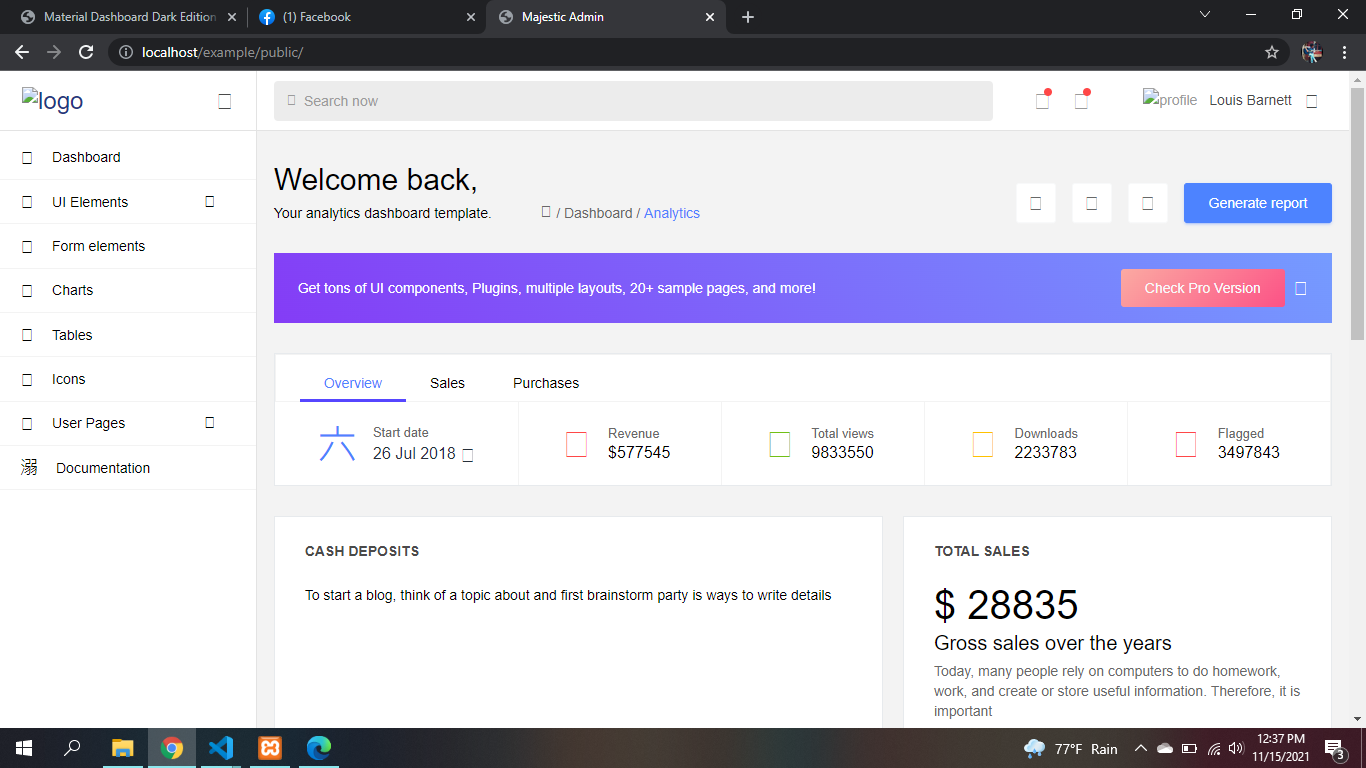 Material Dashboard Dark Edition
(1) Facebook
Majestic Admin
localhost/example/public/
logo
Search now
profile
Louis Barnett
Dashboard
UI Elements
Form elements
Charts
Tables
Icons
User Pages
溺 Documentation
Welcome back,
Your analytics dashboard template.
/ Dashboard / Analytics
Generate report
Get tons of UI components, Plugins, multiple layouts, 20+ sample pages, and more!
Check Pro Version
Overview
Sales
Purchases
六
Start date
26 Jul 2018
Revenue
$577545
Total views
9833550
Downloads
2233783
Flagged
3497843
CASH DEPOSITS
To start a blog, think of a topic about and first brainstorm party is ways to write details
TOTAL SALES
$ 28835
Gross sales over the years
Today, many people rely on computers to do homework,
work, and create or store useful information. Therefore, it is
important
77°F Rain
12:37 PM
11/15/2021
3